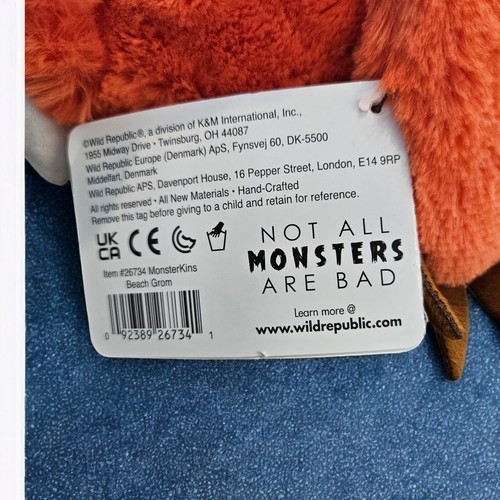 ©Wild Republic®, a division of K&M International, Inc.,
1955 Midway Drive • Twinsburg, OH 44087
Wild Republic Europe (Denmark) ApS, Fynsvej 60, DK-5500
Middelfart, Denmark
Wild Republic APS, Davenport House, 16 Pepper Street, London, E14 9RP
All rights reserved • All New Materials • Hand-Crafted
Remove this tag before giving to a child and retain for reference.
UK
CA CE
Item #26734 MonsterKins
Beach Grom
0 92389 26734 1
NOT ALL
MONSTERS
ARE BAD
Learn more @
www.wildrepublic.com